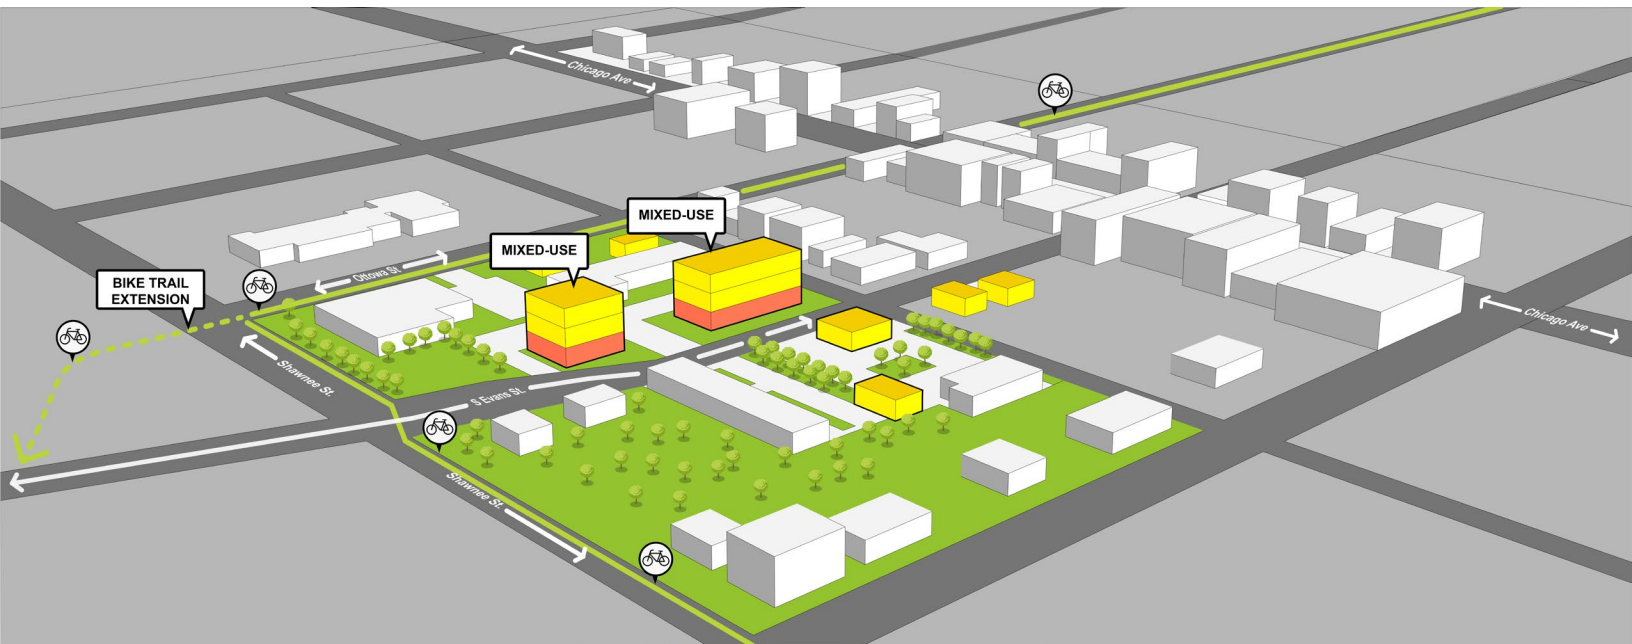 Chicago Ave
MIXED-USE
MIXED-USE
Ottowa St
BIKE TRAIL
EXTENSION
Chicago Ave
Shawnee St.
S Evans St.
Shawnee St.